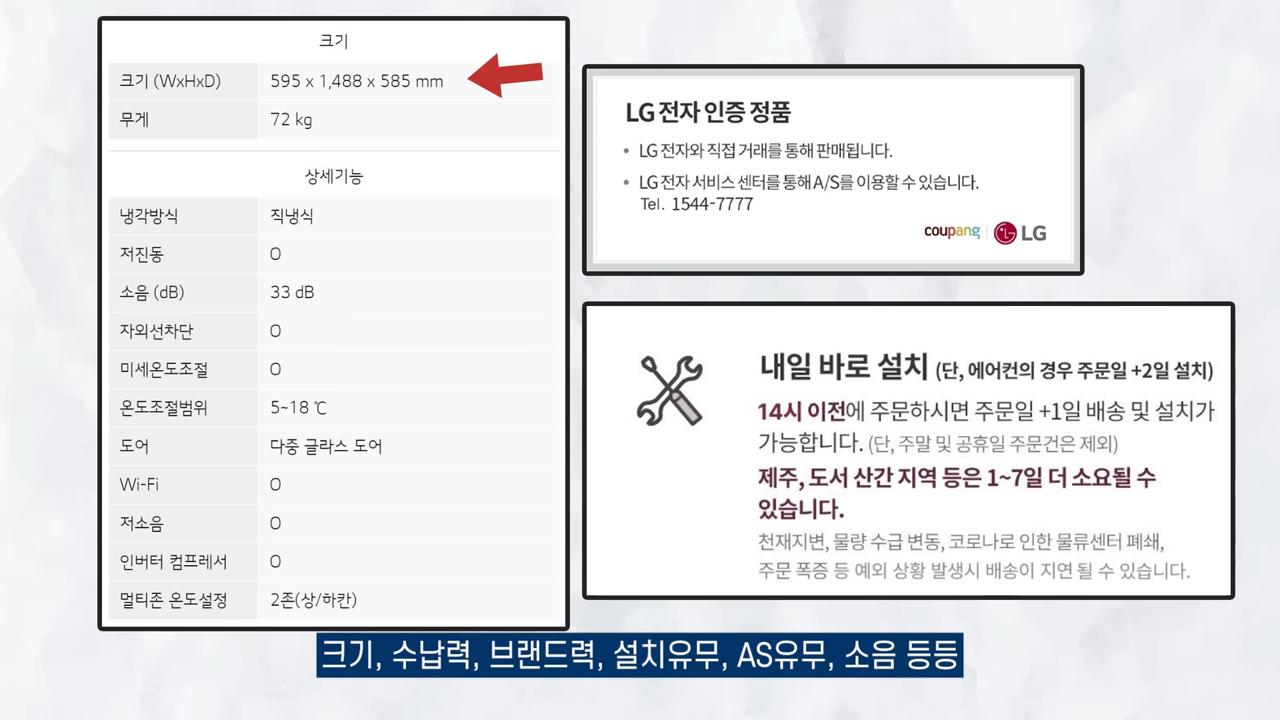 크기
크기 (WxHxD) 595 x 1,488 x 585 mm
무게 72 kg
상세기능
냉각방식 직냉식
저진동 O
소음 (dB) 33 dB
자외선차단 O
미세온도조절 O
온도조절범위 5~18 ℃
도어 다중 글라스 도어
Wi-Fi O
저소음 O
인버터 컴프레서 O
멀티존 온도설정 2존(상/하칸)
LG 전자 인증 정품
• LG 전자와 직접 거래를 통해 판매됩니다.
• LG 전자 서비스 센터를 통해 A/S를 이용할 수 있습니다.
Tel. 1544-7777
coupang | LG
내일 바로 설치 (단, 에어컨의 경우 주문일 +2일 설치)
14시 이전에 주문하시면 주문일 +1일 배송 및 설치가
가능합니다. (단, 주말 및 공휴일 주문건은 제외)
제주, 도서 산간 지역 등은 1~7일 더 소요될 수
있습니다.
천재지변, 물량 수급 변동, 코로나로 인한 물류센터 폐쇄,
주문 폭증 등 예외 상황 발생시 배송이 지연 될 수 있습니다.
크기, 수납력, 브랜드력, 설치유무, AS유무, 소음 등등